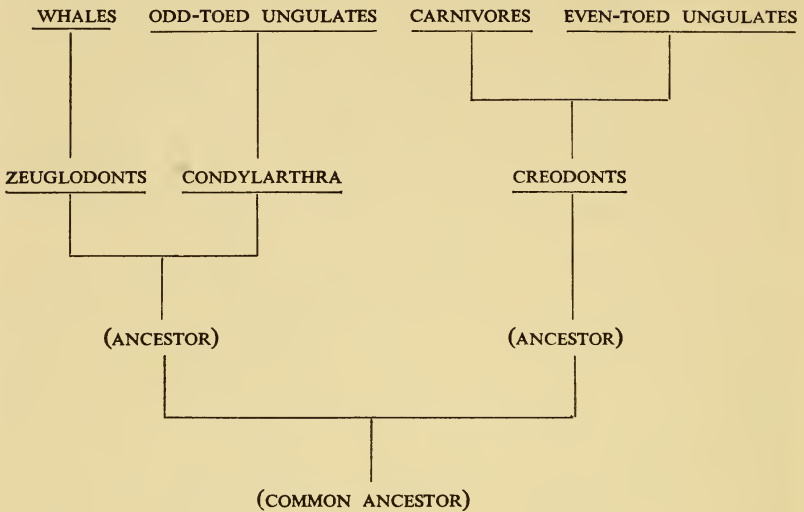 WHALES ODD-TOED UNGULATES CARNIVORES EVEN-TOED UNGULATES
ZEUGLODONTS CONDYLARTHRA CREODONTS
(ANCESTOR) (ANCESTOR)
(COMMON ANCESTOR)